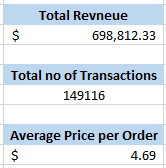 Total Revneue
$ 698,812.33
Total no of Transactions
149116
Average Price per Order
$ 4.69